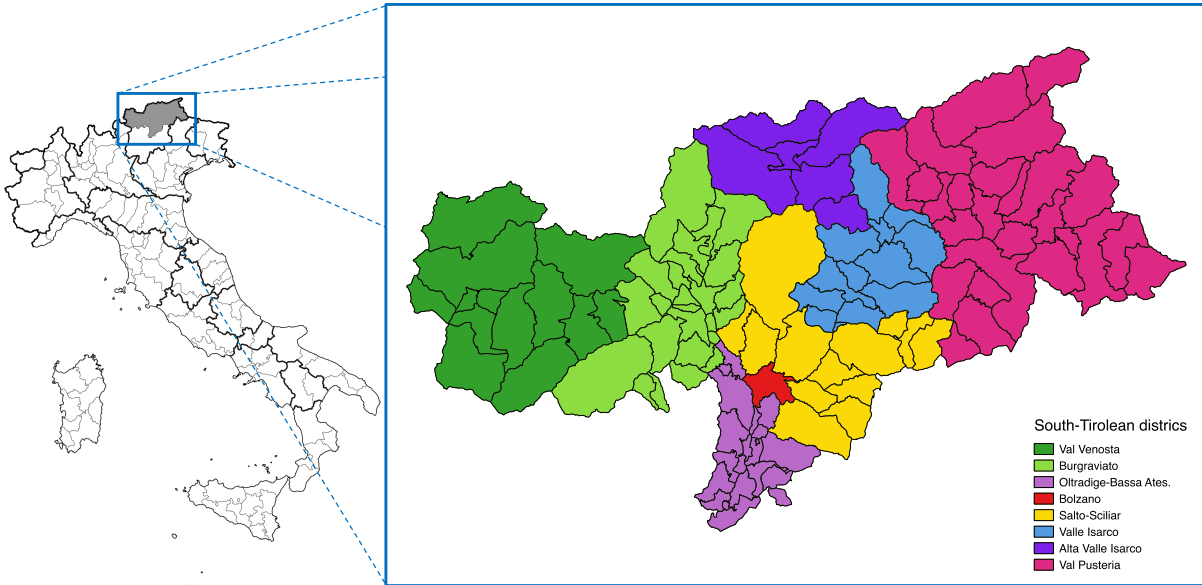 South-Tirolean districs
Val Venosta
Burgraviato
Oltradige-Bassa Ates.
Bolzano
Salto-Sciliar
Valle Isarco
Alta Valle Isarco
Val Pusteria